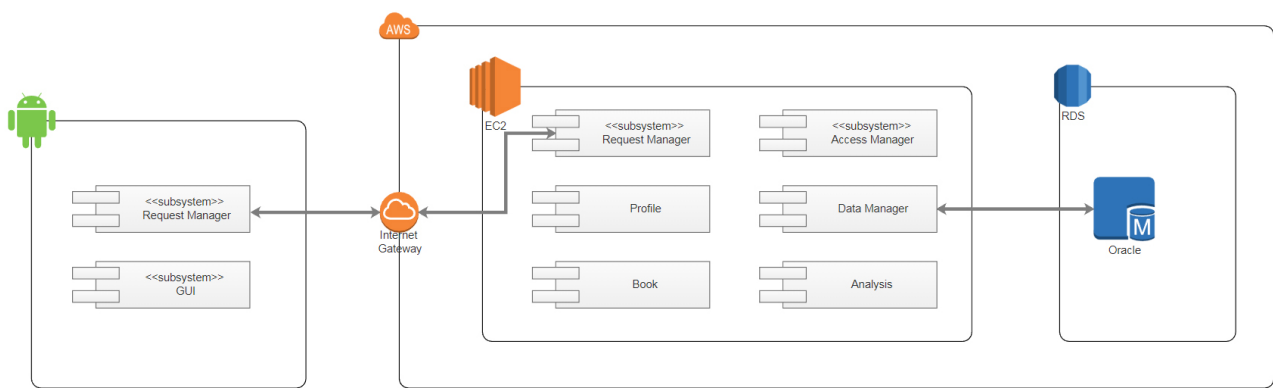 AWS
EC2
RDS
<<subsystem>>
Request Manager
<<subsystem>>
Access Manager
<<subsystem>>
Request Manager
Profile
Data Manager
Internet
Gateway
M
Oracle
<<subsystem>>
GUI
Book
Analysis